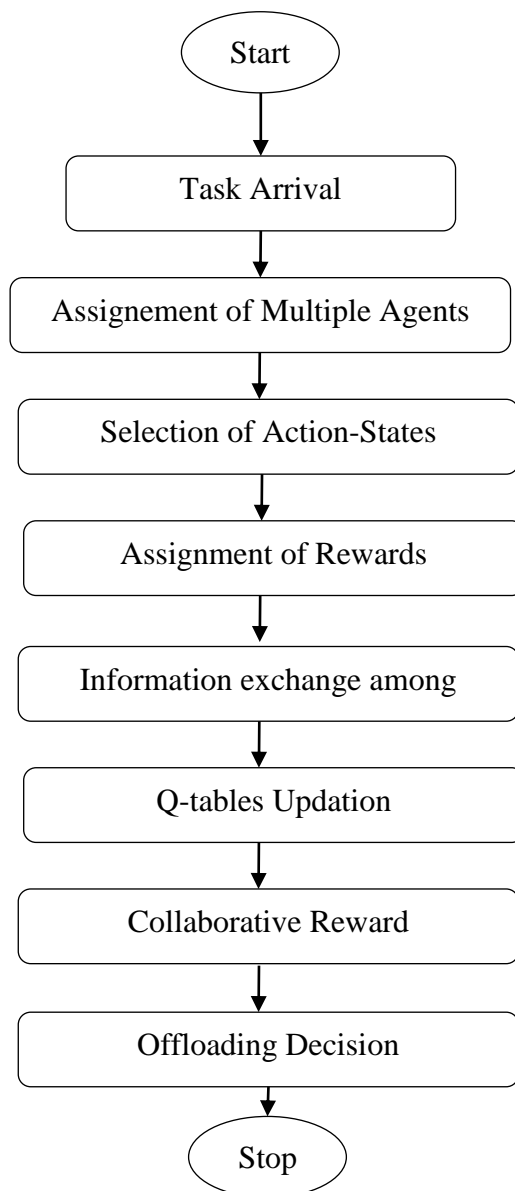 Start
Task Arrival
Assignement of Multiple Agents
Selection of Action-States
Assignment of Rewards
Information exchange among
Q-tables Updation
Collaborative Reward
Offloading Decision
Stop